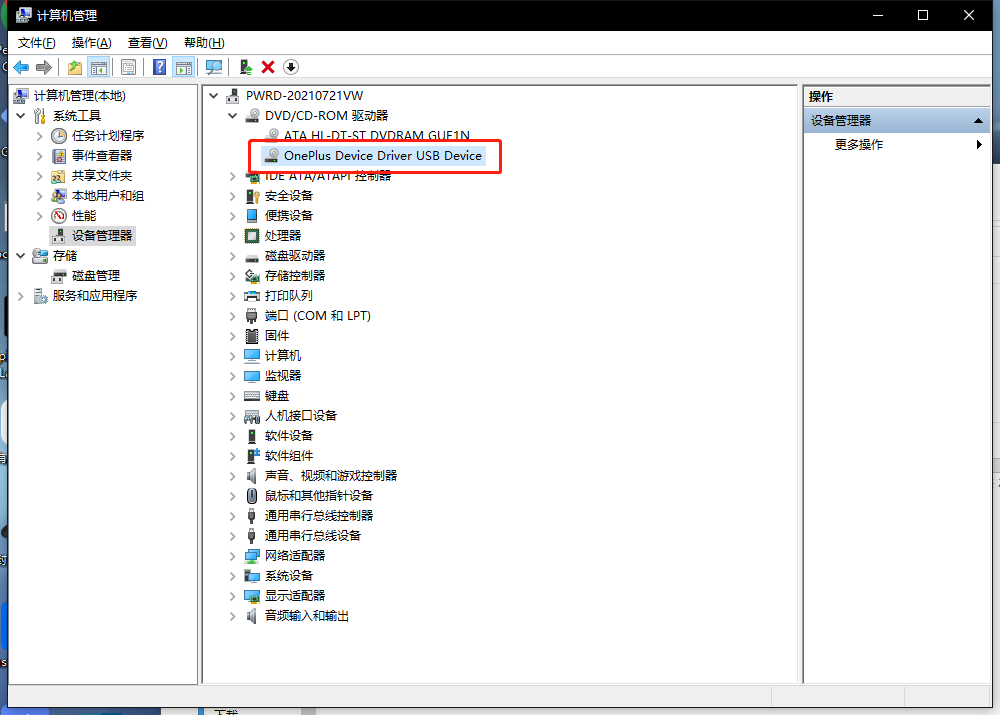 计算机管理
文件(F) 操作(A) 查看(V) 帮助(H)
计算机管理(本地)
系统工具
任务计划程序
事件查看器
共享文件夹
本地用户和组
性能
设备管理器
存储
磁盘管理
服务和应用程序
PWRD-20210721VW
DVD/CD-ROM 驱动器
ATA HL-DT-ST DVDRAM GUE1N
OnePlus Device Driver USB Device
IDE ATA/ATAPI 控制器
安全设备
便携设备
处理器
磁盘驱动器
存储控制器
打印队列
端口 (COM 和 LPT)
固件
计算机
监视器
键盘
人机接口设备
软件设备
软件组件
声音、视频和游戏控制器
鼠标和其他指针设备
通用串行总线控制器
通用串行总线设备
网络适配器
系统设备
显示适配器
音频输入和输出
操作
设备管理器
更多操作
下载